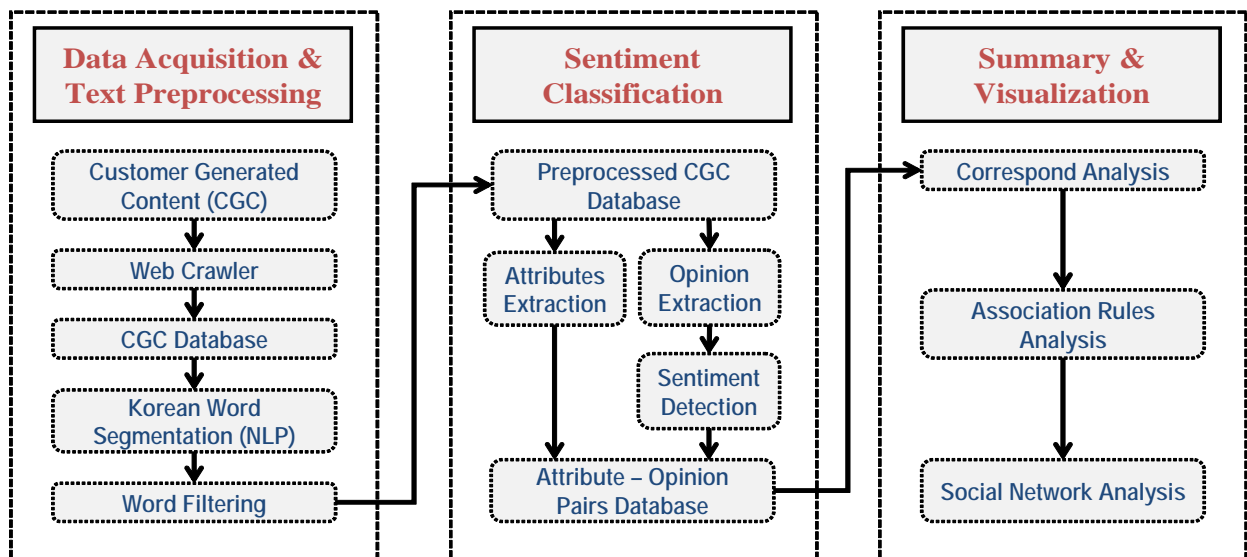 Data Acquisition &
Text Preprocessing
Customer Generated
Content (CGC)
Web Crawler
CGC Database
Korean Word
Segmentation (NLP)
Word Filtering
Sentiment
Classification
Preprocessed CGC
Database
Attributes
Extraction
Opinion
Extraction
Sentiment
Detection
Attribute – Opinion
Pairs Database
Summary &
Visualization
Correspond Analysis
Association Rules
Analysis
Social Network Analysis